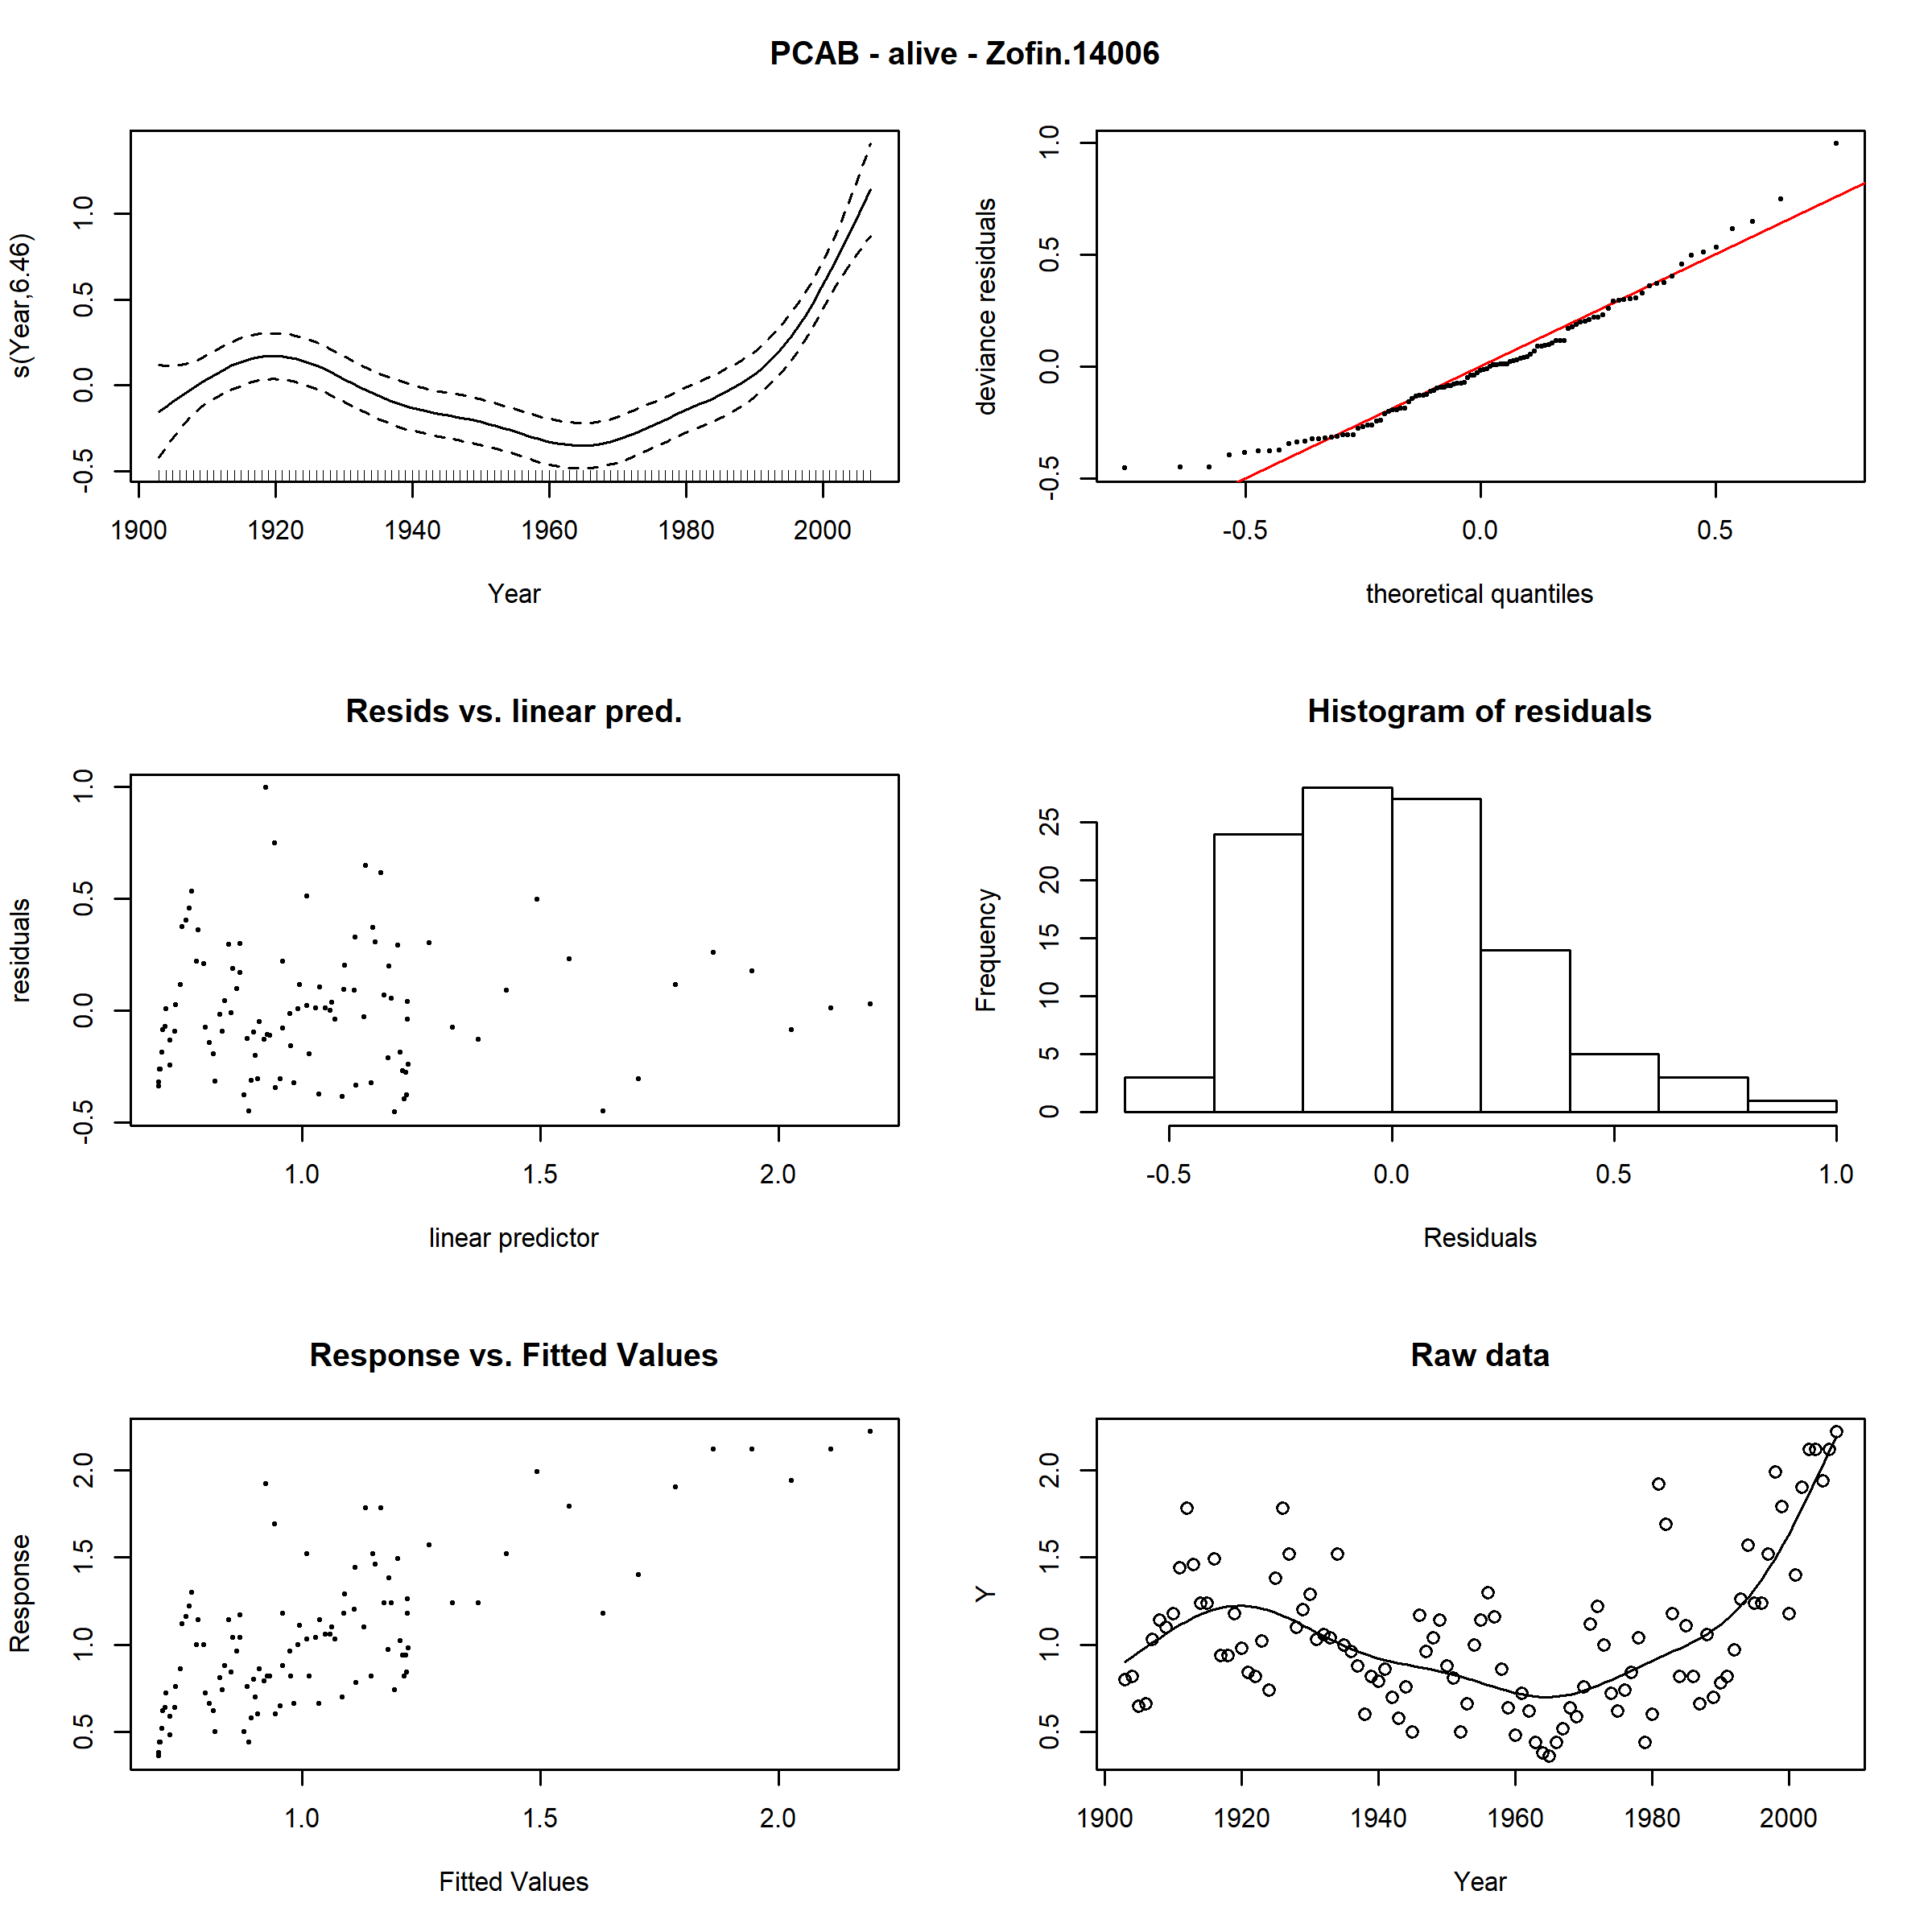 PCAB - alive - Zofin.14006
s(Year,6.46)
-0.5 0.0 0.5 1.0
1900 1920 1940 1960 1980 2000
Year
deviance residuals
-0.5 0.0 0.5 1.0
-0.5 0.0 0.5
theoretical quantiles
Resids vs. linear pred.
residuals
-0.5 0.0 0.5 1.0
1.0 1.5 2.0
linear predictor
Histogram of residuals
Frequency
0 5 10 15 20 25
-0.5 0.0 0.5 1.0
Residuals
Response vs. Fitted Values
Response
0.5 1.0 1.5 2.0
1.0 1.5 2.0
Fitted Values
Raw data
Y
0.5 1.0 1.5 2.0
1900 1920 1940 1960 1980 2000
Year